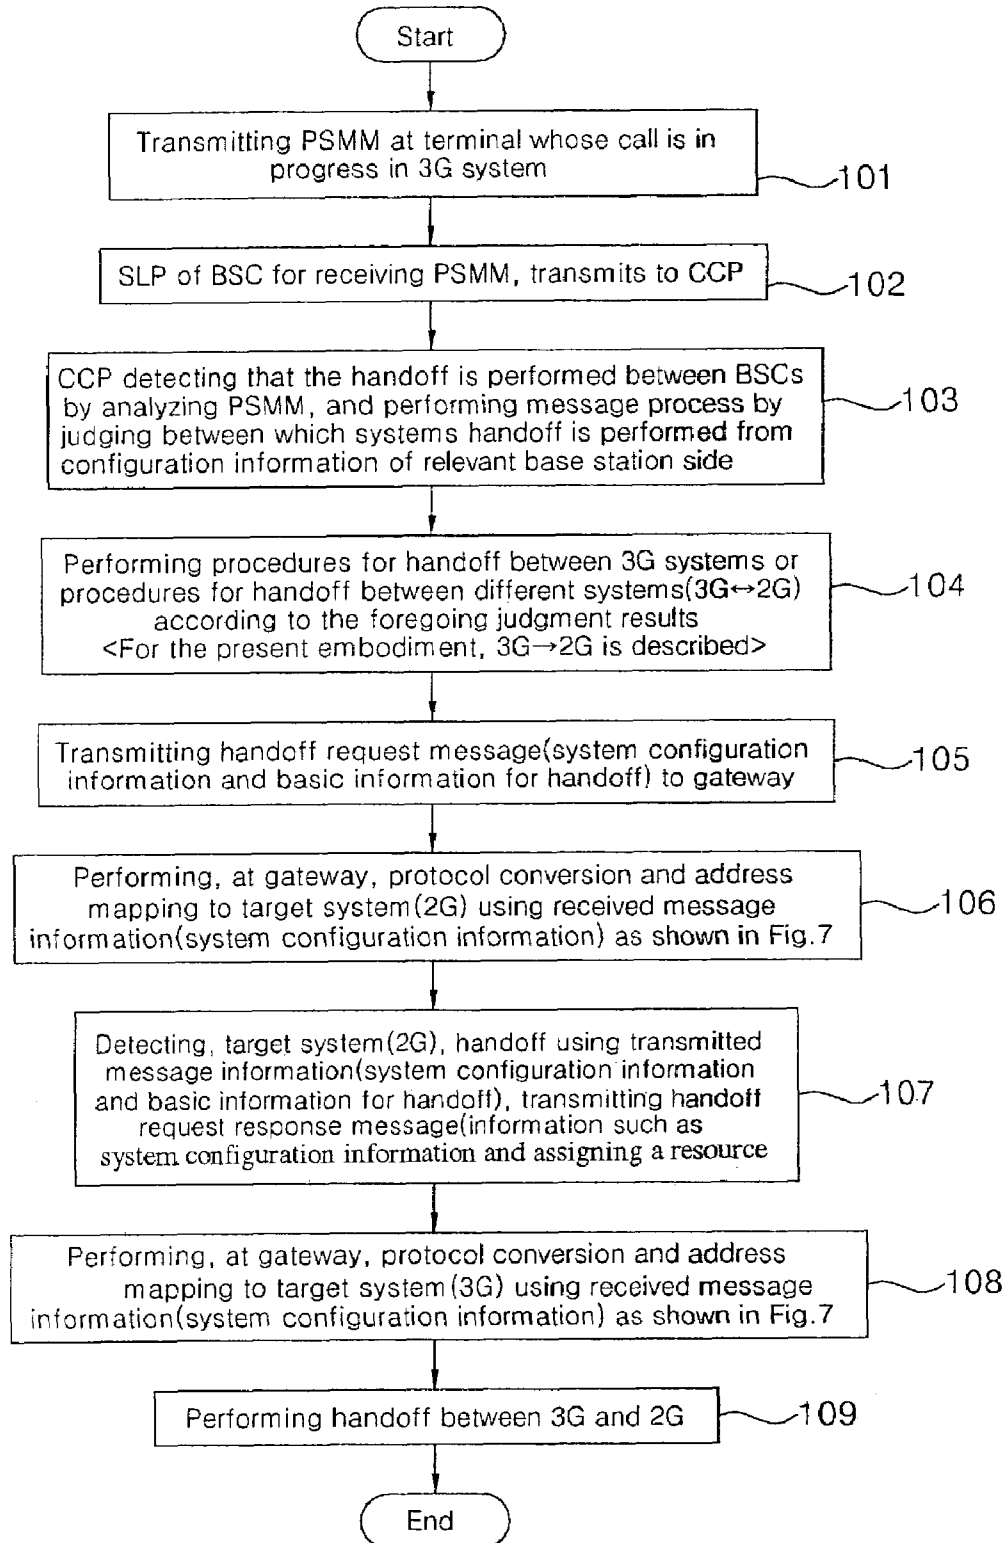 Start
Transmitting PSMM at terminal whose call is in
progress in 3G system
101
SLP of BSC for receiving PSMM, transmits to CCP
102
CCP detecting that the handoff is performed between BSCs
by analyzing PSMM, and performing message process by
judging between which systems handoff is performed from
configuration information of relevant base station side
103
Performing procedures for handoff between 3G systems or
procedures for handoff between different systems(3G↔2G)
according to the foregoing judgment results
<For the present embodiment, 3G→2G is described>
104
Transmitting handoff request message(system configuration
information and basic information for handoff) to gateway
105
Performing, at gateway, protocol conversion and address
mapping to target system(2G) using received message
information(system configuration information) as shown in Fig.7
106
Detecting, target system(2G), handoff using transmitted
message information(system configuration information
and basic information for handoff), transmitting handoff
request response message(information such as
system configuration information and assigning a resource
107
Performing, at gateway, protocol conversion and address
mapping to target system(3G) using received message
information(system configuration information) as shown in Fig.7
108
Performing handoff between 3G and 2G
109
End